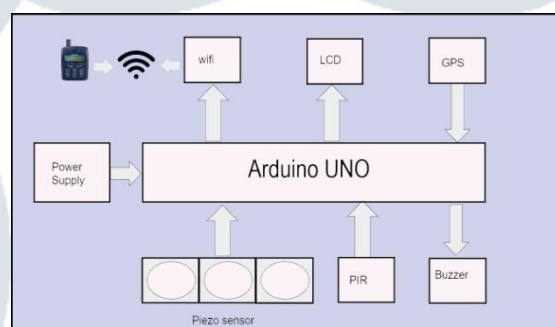 wifi
LCD
GPS
Power
Supply
Arduino UNO
PIR
Buzzer
Piezo sensor